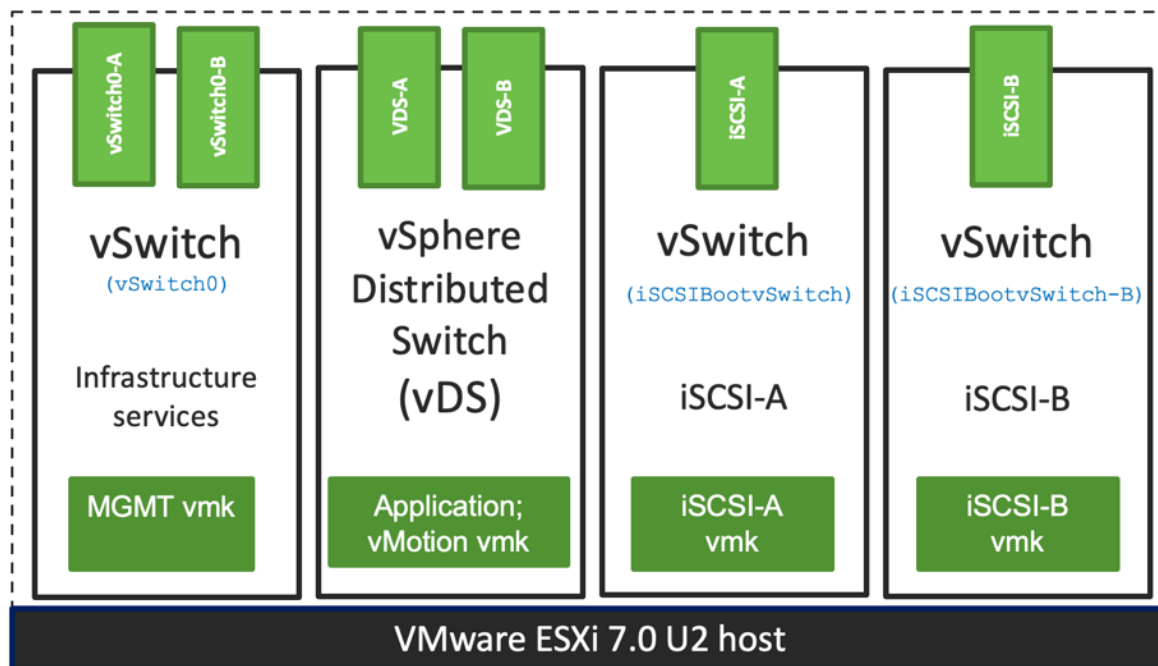 vSwitch0-A
vSwitch0-B
VDS-A
VDS-B
iSCSI-A
iSCSI-B
vSwitch
(vSwitch0)
Infrastructure
services
MGMT vmk
vSphere
Distributed
Switch
(vDS)
Application;
vMotion vmk
vSwitch
(iSCSIBootvSwitch)
iSCSI-A
iSCSI-A
vmk
vSwitch
(iSCSIBootvSwitch-B)
iSCSI-B
iSCSI-B
vmk
VMware ESXi 7.0 U2 host